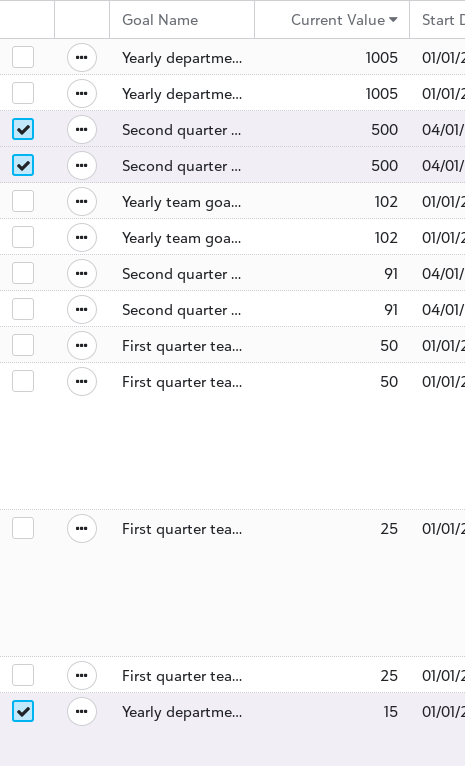 Goal Name Current Value Start D
Yearly departme... 1005 01/01/2
Yearly departme... 1005 01/01/2
Second quarter ... 500 04/01/
Second quarter ... 500 04/01/
Yearly team goa... 102 01/01/2
Yearly team goa... 102 01/01/2
Second quarter ... 91 04/01/
Second quarter ... 91 04/01/
First quarter tea... 50 01/01/2
First quarter tea... 50 01/01/2
First quarter tea... 25 01/01/2
First quarter tea... 25 01/01/2
Yearly departme... 15 01/01/2